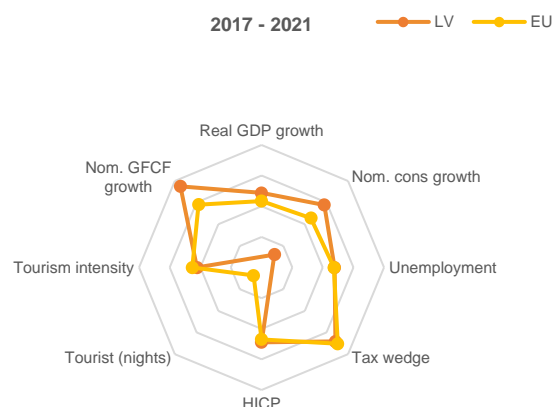 2017 - 2021
LV
EU
Real GDP growth
Nom. GFCF
growth
Nom. cons growth
Tourism intensity
Unemployment
Tourist (nights)
Tax wedge
HICP